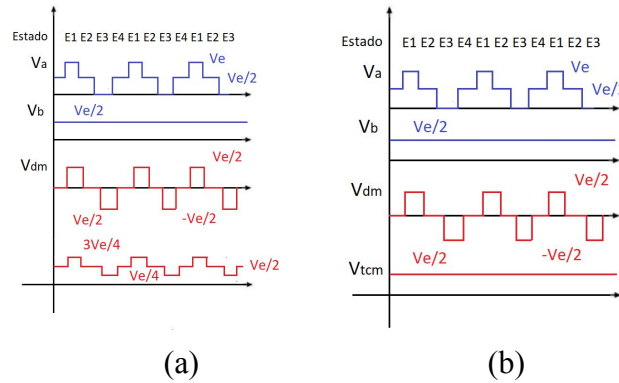 Estado E1 E2 E3 E4 E1 E2 E3 E4 E1 E2 E3
Va Ve
Ve/2
Vb Ve/2
Vdm Ve/2
Ve/2 -Ve/2
3Ve/4
Ve/4 Ve/2
(a)
Estado E1 E2 E3 E4 E1 E2 E3 E4 E1 E2 E3
Va Ve
Ve/2
Vb Ve/2
Vdm Ve/2
Ve/2 -Ve/2
Vtcm
(b)